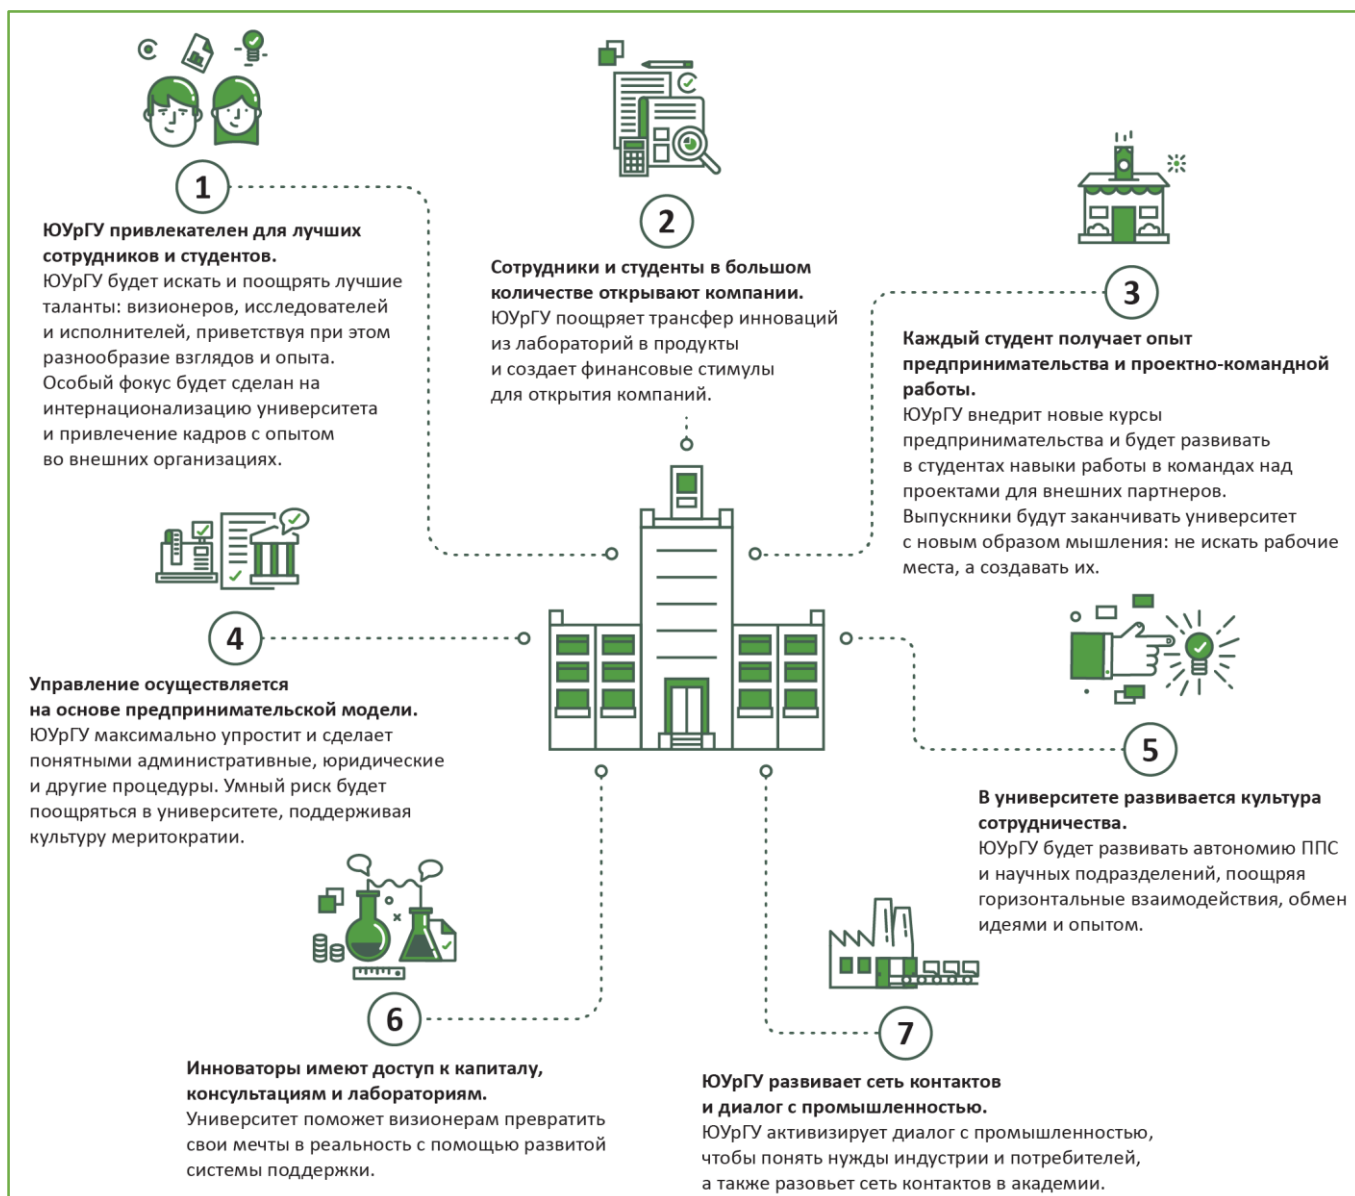 1
ЮУрГУ привлекателен для лучших
сотрудников и студентов.
ЮУрГУ будет искать и поощрять лучшие
таланты: визионеров, исследователей
и исполнителей, приветствуя при этом
разнообразие взглядов и опыта.
Особый фокус будет сделан на
интернационализацию университета
и привлечение кадров с опытом
во внешних организациях.
2
Сотрудники и студенты в большом
количестве открывают компании.
ЮУрГУ поощряет трансфер инноваций
из лабораторий в продукты
и создает финансовые стимулы
для открытия компаний.
3
Каждый студент получает опыт
предпринимательства и проектно-командной
работы.
ЮУрГУ внедрит новые курсы
предпринимательства и будет развивать
в студентах навыки работы в командах над
проектами для внешних партнеров.
Выпускники будут заканчивать университет
с новым образом мышления: не искать рабочие
места, а создавать их.
4
Управление осуществляется
на основе предпринимательской модели.
ЮУрГУ максимально упростит и сделает
понятными административные, юридические
и другие процедуры. Умный риск будет
поощряться в университете, поддерживая
культуру меритократии.
5
В университете развивается культура
сотрудничества.
ЮУрГУ будет развивать автономию ППС
и научных подразделений, поощряя
горизонтальные взаимодействия, обмен
идеями и опытом.
6
Инноваторы имеют доступ к капиталу,
консультациям и лабораториям.
Университет поможет визионерам превратить
свои мечты в реальность с помощью развитой
системы поддержки.
7
ЮУрГУ развивает сеть контактов
и диалог с промышленностью.
ЮУрГУ активизирует диалог с промышленностью,
чтобы понять нужды индустрии и потребителей,
а также разовьет сеть контактов в академии.